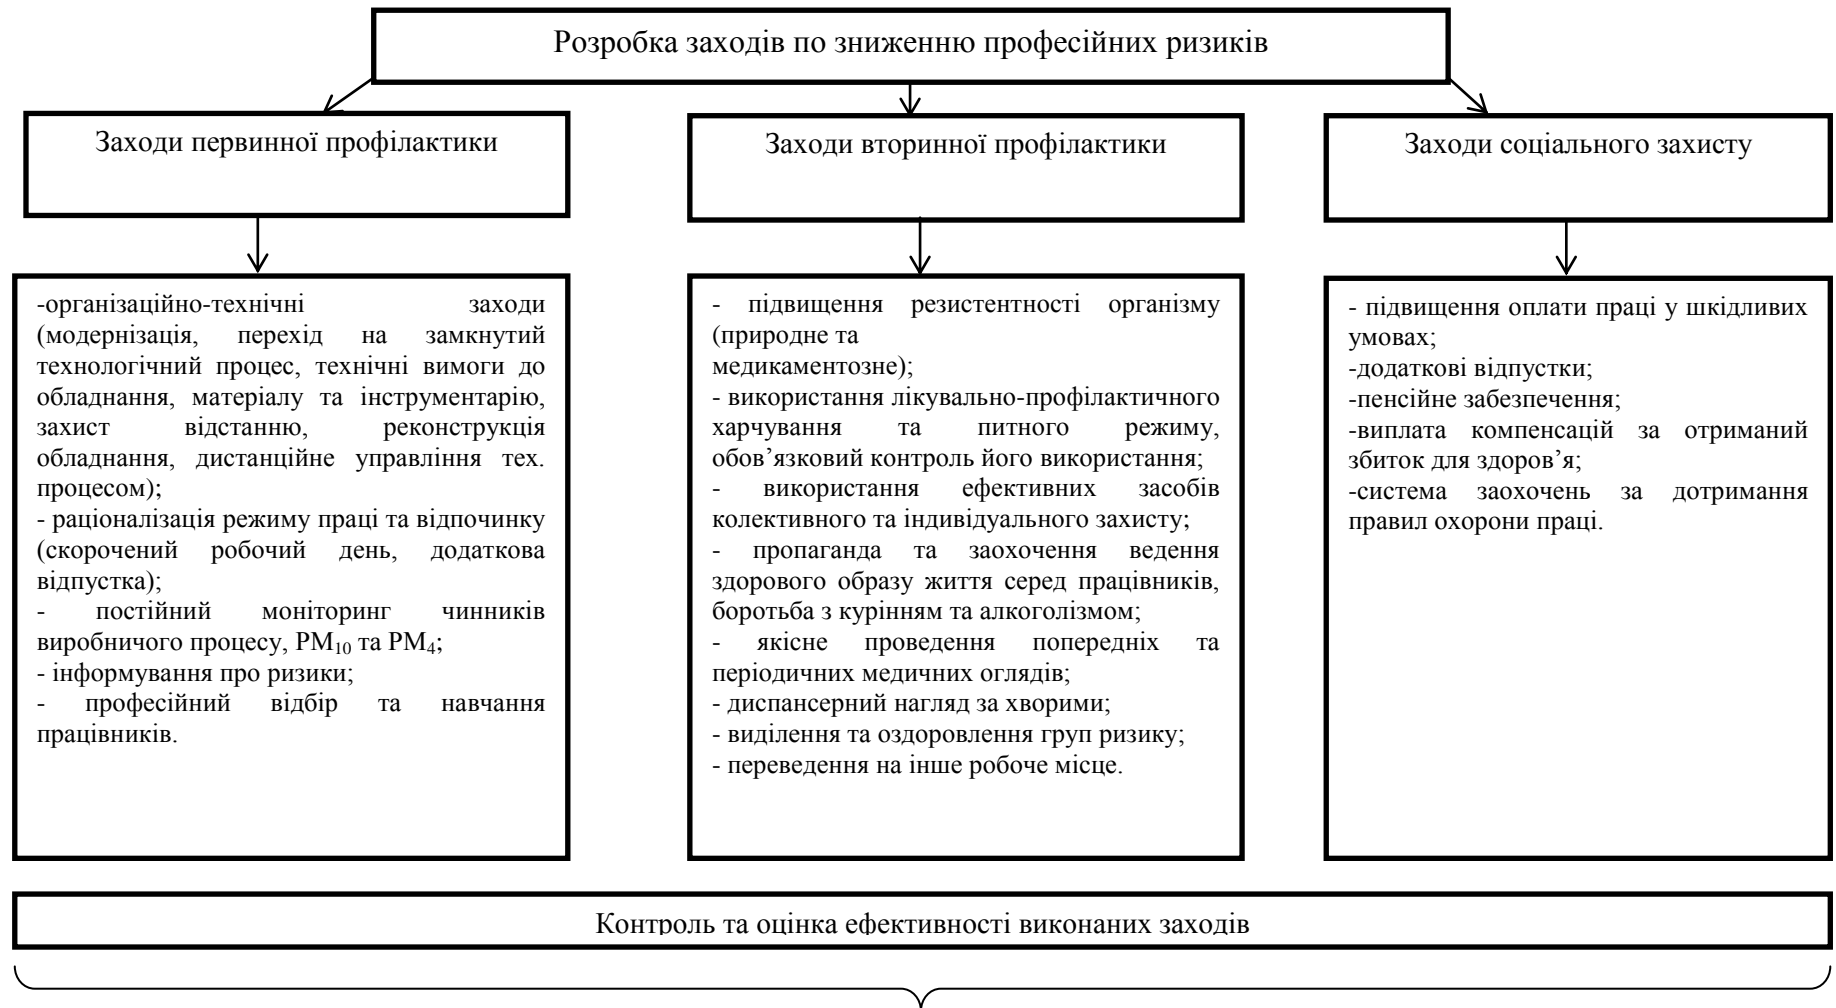 Розробка заходів по зниженню професійних ризиків
Заходи первинної профілактики
Заходи вторинної профілактики
Заходи соціального захисту
-організаційно-технічні заходи
(модернізація, перехід на замкнутий
технологічний процес, технічні вимоги до
обладнання, матеріалу та інструментарію,
захист відстанню, реконструкція
обладнання, дистанційне управління тех.
процесом);
- раціоналізація режиму праці та відпочинку
(скорочений робочий день, додаткова
відпустка);
- постійний моніторинг чинників
виробничого процесу, PM₁₀ та PM₄;
- інформування про ризики;
- професійний відбір та навчання
працівників.
- підвищення резистентності організму
(природне та
медикаментозне);
- використання лікувально-профілактичного
харчування та питного режиму,
обов’язковий контроль його використання;
- використання ефективних засобів
колективного та індивідуального захисту;
- пропаганда та заохочення ведення
здорового образу життя серед працівників,
боротьба з курінням та алкоголізмом;
- якісне проведення попередніх та
періодичних медичних оглядів;
- диспансерний нагляд за хворими;
- виділення та оздоровлення груп ризику;
- переведення на інше робоче місце.
- підвищення оплати праці у шкідливих
умовах;
-додаткові відпустки;
-пенсійне забезпечення;
-виплата компенсацій за отриманий
збиток для здоров’я;
-система заохочень за дотримання
правил охорони праці.
Контроль та оцінка ефективності виконаних заходів